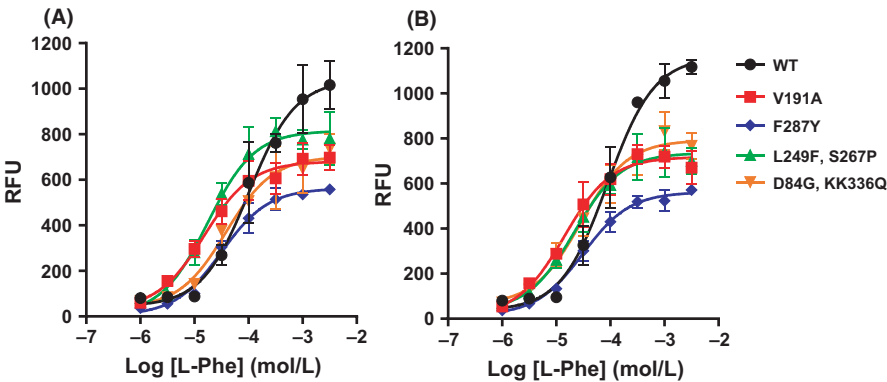 (A)
1200
1000
800
600
400
200
0
RFU
–7
–6
–5
–4
–3
–2
Log [L-Phe] (mol/L)
(B)
1200
1000
800
600
400
200
0
RFU
–7
–6
–5
–4
–3
–2
Log [L-Phe] (mol/L)
WT
V191A
F287Y
L249F, S267P
D84G, KK336Q